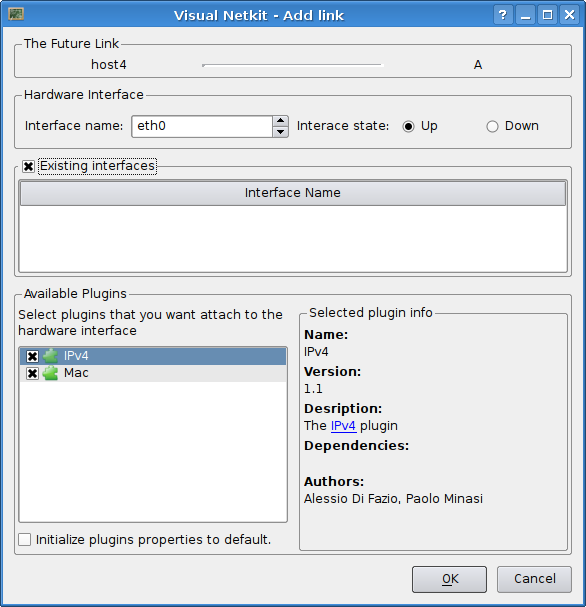 Visual Netkit - Add link
The Future Link
host4 A
Hardware Interface
Interface name: eth0 Interace state: Up Down
Existing interfaces
Interface Name
Available Plugins
Select plugins that you want attach to the
hardware interface
IPv4
Mac
Initialize plugins properties to default.
Selected plugin info
Name:
IPv4
Version:
1.1
Desription:
The IPv4 plugin
Dependencies:
Authors:
Alessio Di Fazio, Paolo Minasi
OK Cancel